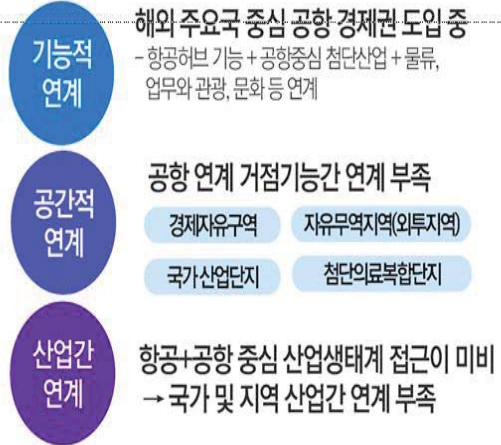 기능적
연계
해외 주요국 중심 공항 경제권 도입 중
- 항공허브 기능 + 공항중심 첨단산업 + 물류,
업무와 관광, 문화 등 연계
공간적
연계
공항 연계 거점기능간 연계 부족
경제자유구역
자유무역지역(외투지역)
국가산업단지
첨단의료복합단지
산업간
연계
항공+공항 중심 산업생태계 접근이 미비
→ 국가 및 지역 산업간 연계 부족